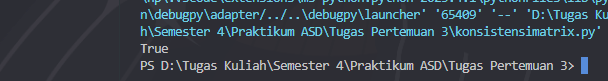 n\debugpy\adapter/../..\debugpy\launcher' '65409' '--' 'D:\Tugas K
h\Semester 4\Praktikum ASD\Tugas Pertemuan 3\konsistensimatrix.py'
True
PS D:\Tugas Kuliah\Semester 4\Praktikum ASD\Tugas Pertemuan 3>